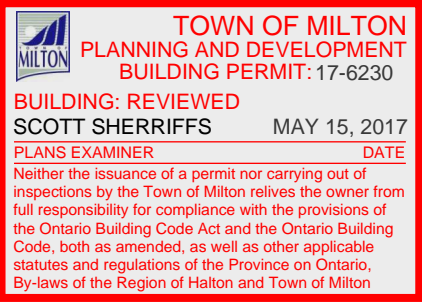 TOWN OF MILTON
PLANNING AND DEVELOPMENT
BUILDING PERMIT: 17-6230
MILTON
BUILDING: REVIEWED
SCOTT SHERRIFFS MAY 15, 2017
PLANS EXAMINER DATE
Neither the issuance of a permit nor carrying out of
inspections by the Town of Milton relives the owner from
full responsibility for compliance with the provisions of
the Ontario Building Code Act and the Ontario Building
Code, both as amended, as well as other applicable
statutes and regulations of the Province on Ontario,
By-laws of the Region of Halton and Town of Milton